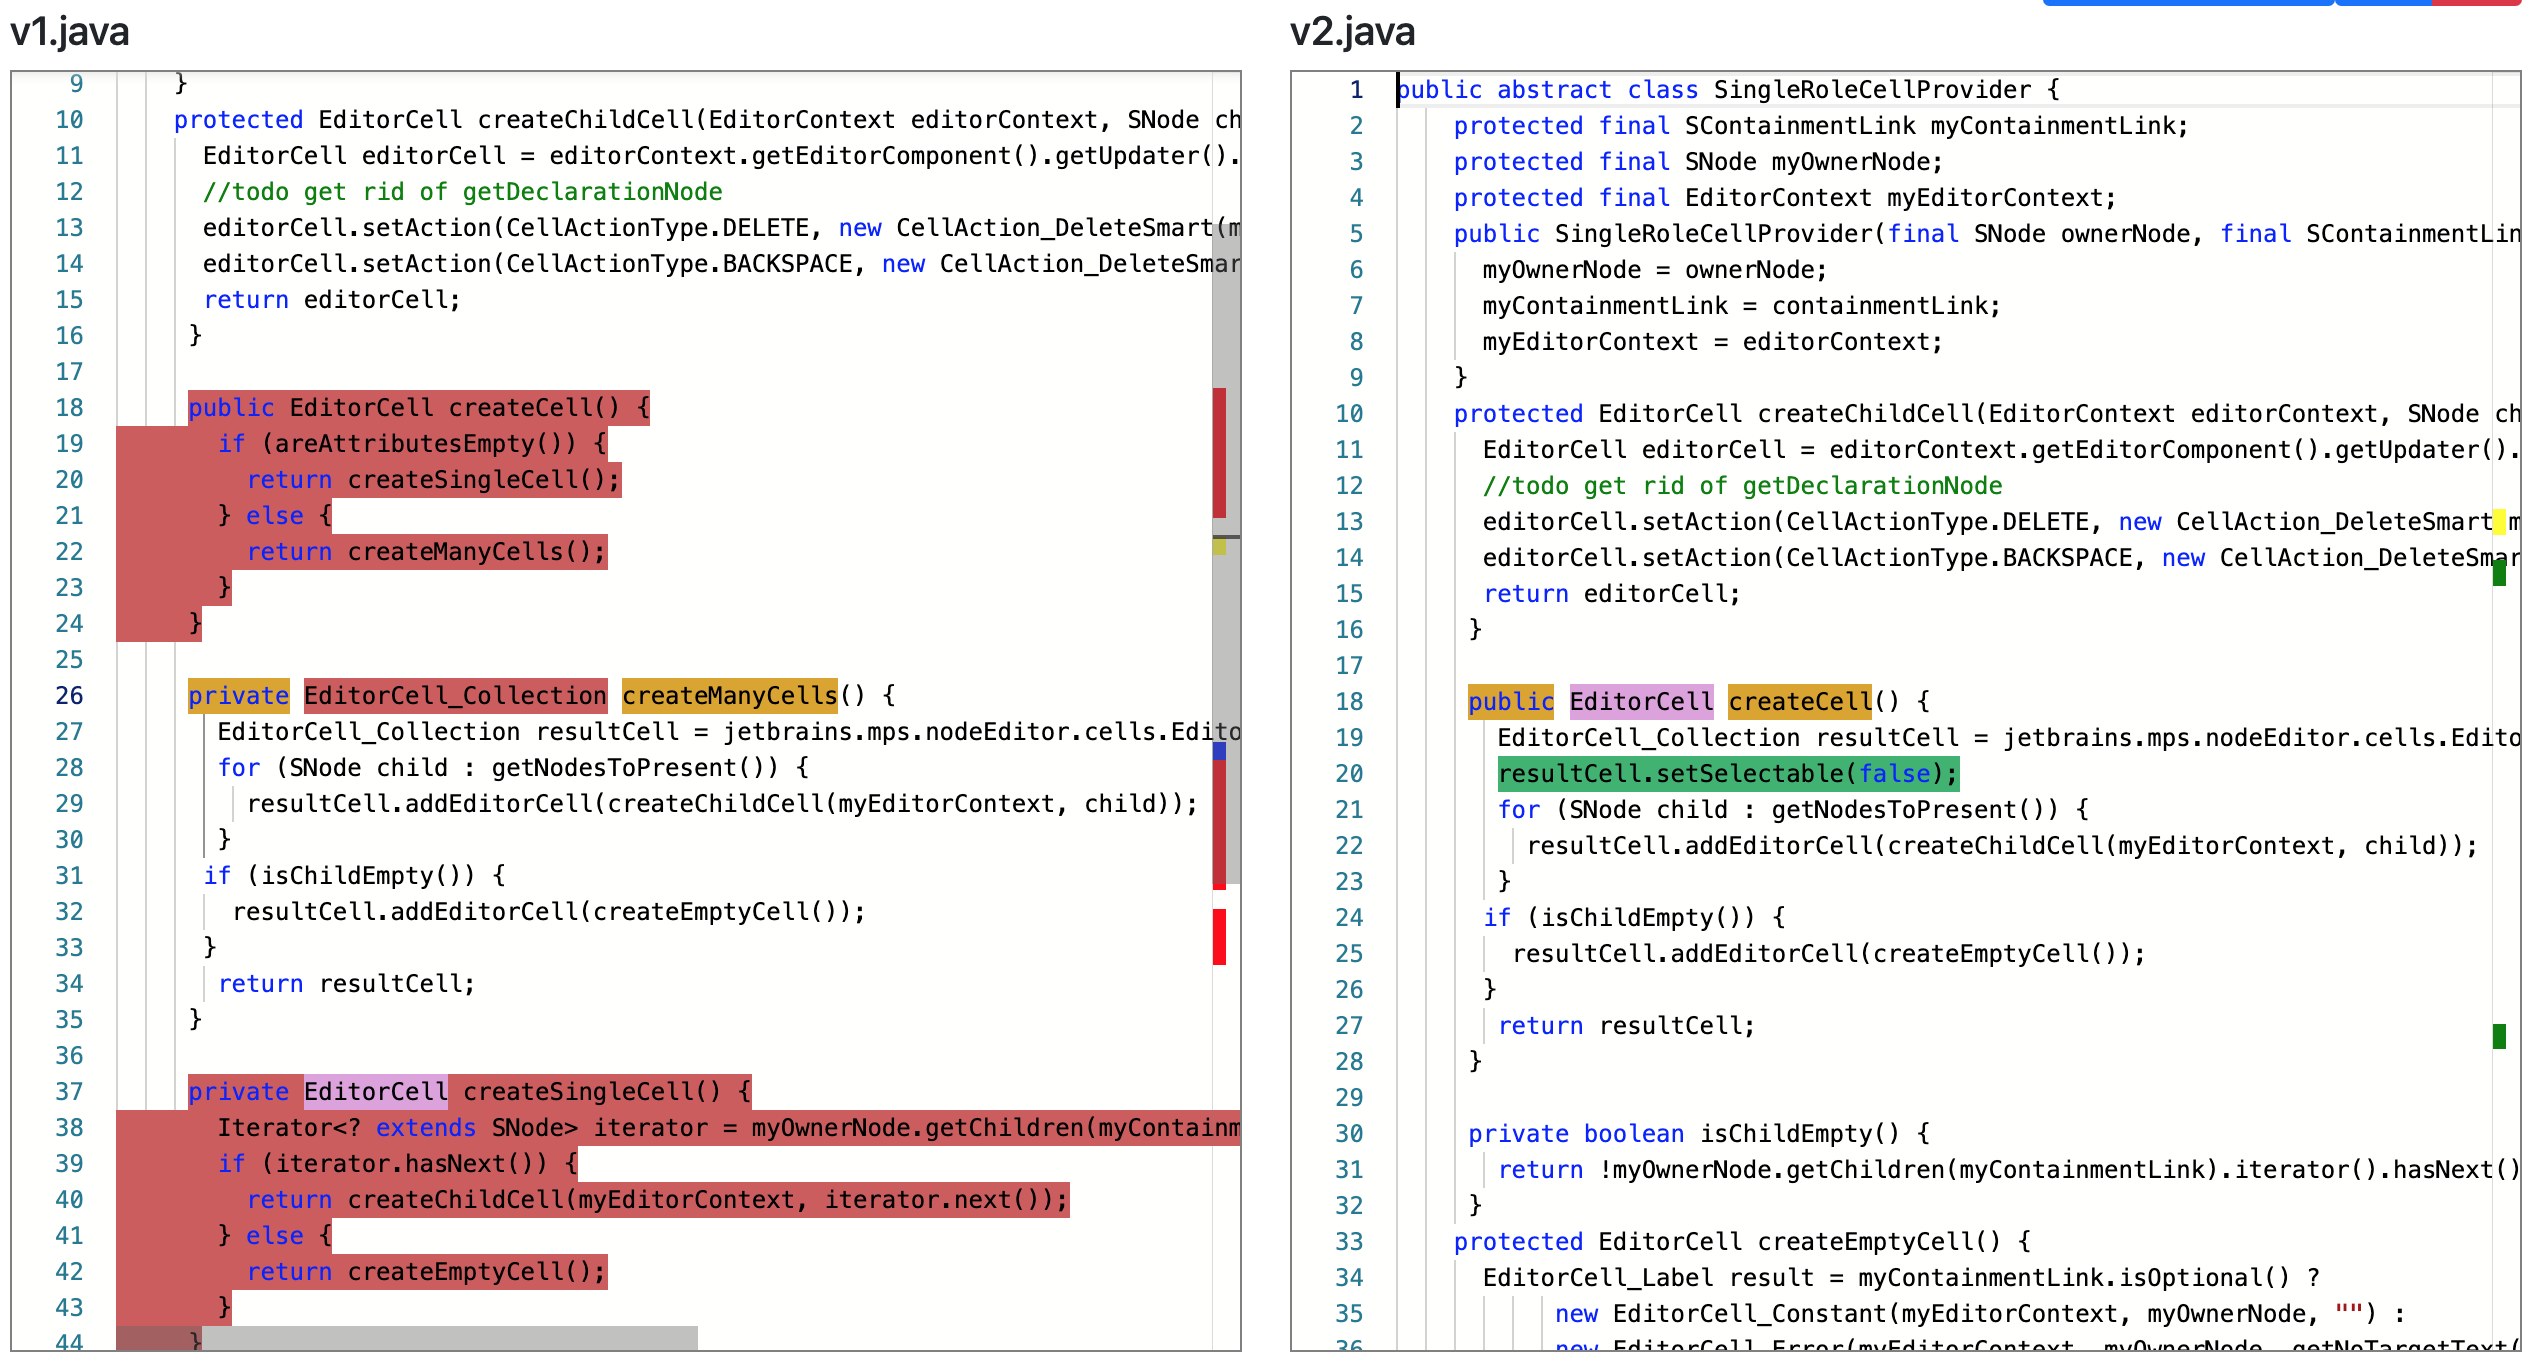 v1.java
9 }
10 protected EditorCell createChildCell(EditorContext editorContext, SNode ch
11 EditorCell editorCell = editorContext.getEditorComponent().getUpdater().
12 //todo get rid of getDeclarationNode
13 editorCell.setAction(CellActionType.DELETE, new CellAction_DeleteSmart(m
14 editorCell.setAction(CellActionType.BACKSPACE, new CellAction_DeleteSmar
15 return editorCell;
16 }
17
18 public EditorCell createCell() {
19 if (areAttributesEmpty()) {
20 return createSingleCell();
21 } else {
22 return createManyCells();
23 }
24 }
25
26 private EditorCell_Collection createManyCells() {
27 EditorCell_Collection resultCell = jetbrains.mps.nodeEditor.cells.Edito
28 for (SNode child : getNodesToPresent()) {
29 resultCell.addEditorCell(createChildCell(myEditorContext, child));
30 }
31 if (isChildEmpty()) {
32 resultCell.addEditorCell(createEmptyCell());
33 }
34 return resultCell;
35 }
36
37 private EditorCell createSingleCell() {
38 Iterator<? extends SNode> iterator = myOwnerNode.getChildren(myContainm
39 if (iterator.hasNext()) {
40 return createChildCell(myEditorContext, iterator.next());
41 } else {
42 return createEmptyCell();
43 }
44 }
v2.java
1 public abstract class SingleRoleCellProvider {
2 protected final SContainmentLink myContainmentLink;
3 protected final SNode myOwnerNode;
4 protected final EditorContext myEditorContext;
5 public SingleRoleCellProvider(final SNode ownerNode, final SContainmentLin
6 myOwnerNode = ownerNode;
7 myContainmentLink = containmentLink;
8 myEditorContext = editorContext;
9 }
10 protected EditorCell createChildCell(EditorContext editorContext, SNode ch
11 EditorCell editorCell = editorContext.getEditorComponent().getUpdater().
12 //todo get rid of getDeclarationNode
13 editorCell.setAction(CellActionType.DELETE, new CellAction_DeleteSmart(m
14 editorCell.setAction(CellActionType.BACKSPACE, new CellAction_DeleteSmar
15 return editorCell;
16 }
17
18 public EditorCell createCell() {
19 EditorCell_Collection resultCell = jetbrains.mps.nodeEditor.cells.Edito
20 resultCell.setSelectable(false);
21 for (SNode child : getNodesToPresent()) {
22 resultCell.addEditorCell(createChildCell(myEditorContext, child));
23 }
24 if (isChildEmpty()) {
25 resultCell.addEditorCell(createEmptyCell());
26 }
27 return resultCell;
28 }
29
30 private boolean isChildEmpty() {
31 return !myOwnerNode.getChildren(myContainmentLink).iterator().hasNext()
32 }
33 protected EditorCell createEmptyCell() {
34 EditorCell_Label result = myContainmentLink.isOptional() ?
35 new EditorCell_Constant(myEditorContext, myOwnerNode, "") :
36 new EditorCell_Error(myEditorContext, myOwnerNode, getNoTargetText(